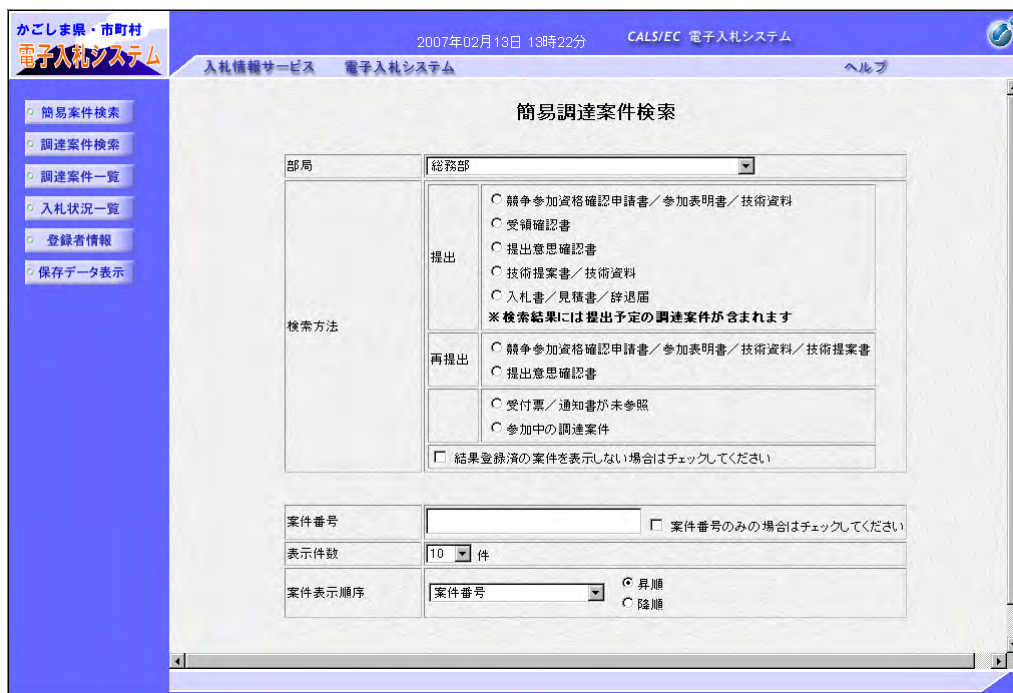 かごしま県・市町村
電子入札システム
2007年02月13日 13時22分
CALS/EC 電子入札システム
入札情報サービス
電子入札システム
ヘルプ
簡易案件検索
調達案件検索
調達案件一覧
入札状況一覧
登録者情報
保存データ表示
簡易調達案件検索
部局
総務部
検索方法
提出
競争参加資格確認申請書／参加表明書／技術資料
受領確認書
提出意思確認書
技術提案書／技術資料
入札書／見積書／辞退届
※検索結果には提出予定の調達案件が含まれます
再提出
競争参加資格確認申請書／参加表明書／技術資料／技術提案書
提出意思確認書
受付票／通知書が未参照
参加中の調達案件
結果登録済の案件を表示しない場合はチェックしてください
案件番号
案件番号のみの場合はチェックしてください
表示件数
10 件
案件表示順序
案件番号
昇順
降順